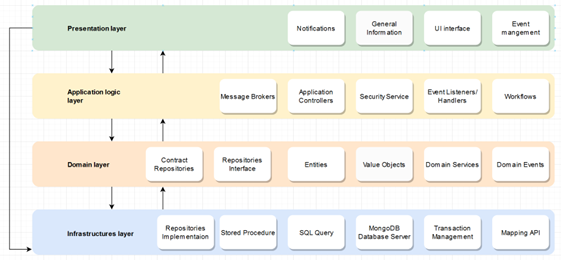 Presentation layer
Notifications
General
Information
UI interface
Event
mengement
Application logic
layer
Message Brokers
Application
Controllers
Security Service
Event Listeners/
Handlers
Workflows
Domain layer
Contract
Repositories
Repositories
Interface
Entities
Value Objects
Domain Services
Domain Events
Infrastructures layer
Repositories
Implementaion
Stored Procedure
SQL Query
MongoDB
Database Server
Transaction
Management
Mapping API